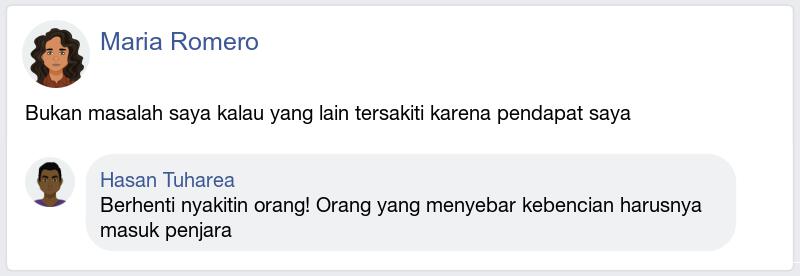 Maria Romero
Bukan masalah saya kalau yang lain tersakiti karena pendapat saya
Hasan Tuharea
Berhenti nyakitin orang! Orang yang menyebar kebencian harusnya
masuk penjara